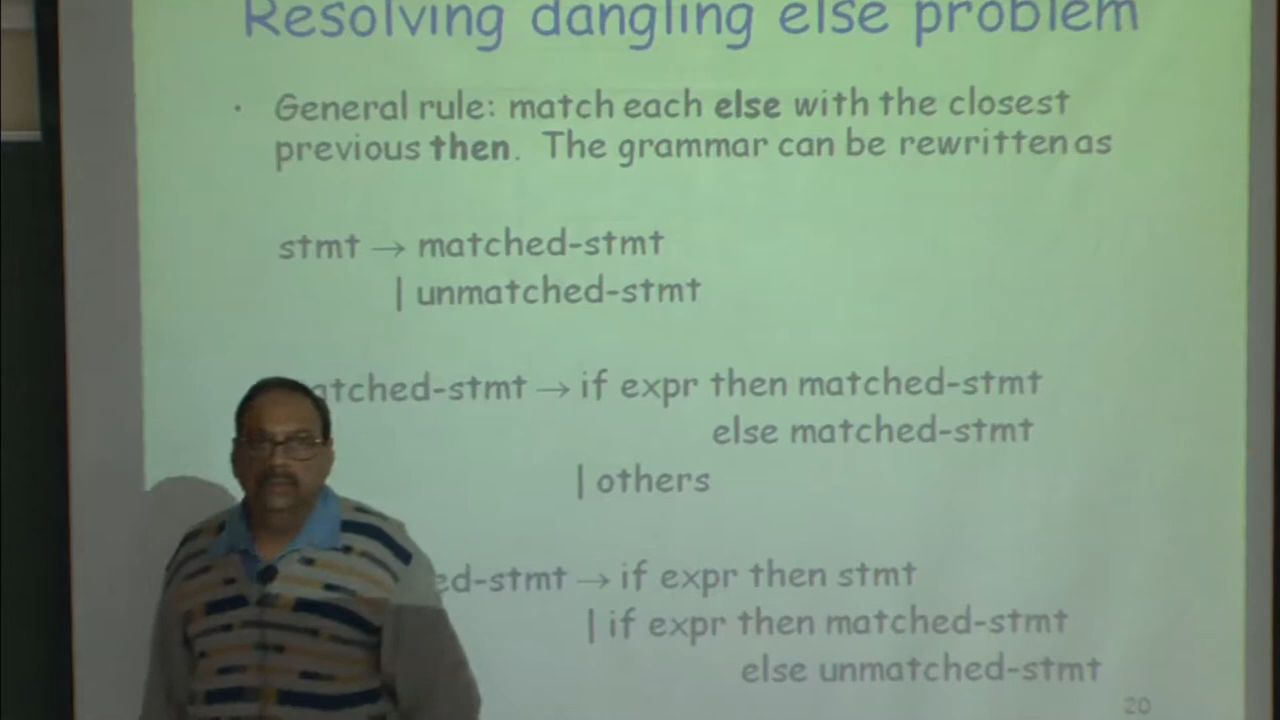 Resolving dangling else problem
• General rule: match each else with the closest
previous then. The grammar can be rewritten as
stmt → matched-stmt
| unmatched-stmt
atched-stmt → if expr then matched-stmt
else matched-stmt
| others
ed-stmt → if expr then stmt
| if expr then matched-stmt
else unmatched-stmt
20